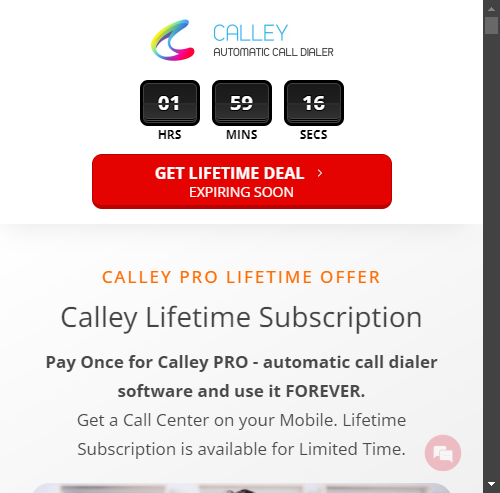 CALLEY
AUTOMATIC CALL DIALER
01 59 16
HRS MINS SECS
GET LIFETIME DEAL
EXPIRING SOON
CALLEY PRO LIFETIME OFFER
Calley Lifetime Subscription
Pay Once for Calley PRO - automatic call dialer
software and use it FOREVER.
Get a Call Center on your Mobile. Lifetime
Subscription is available for Limited Time.